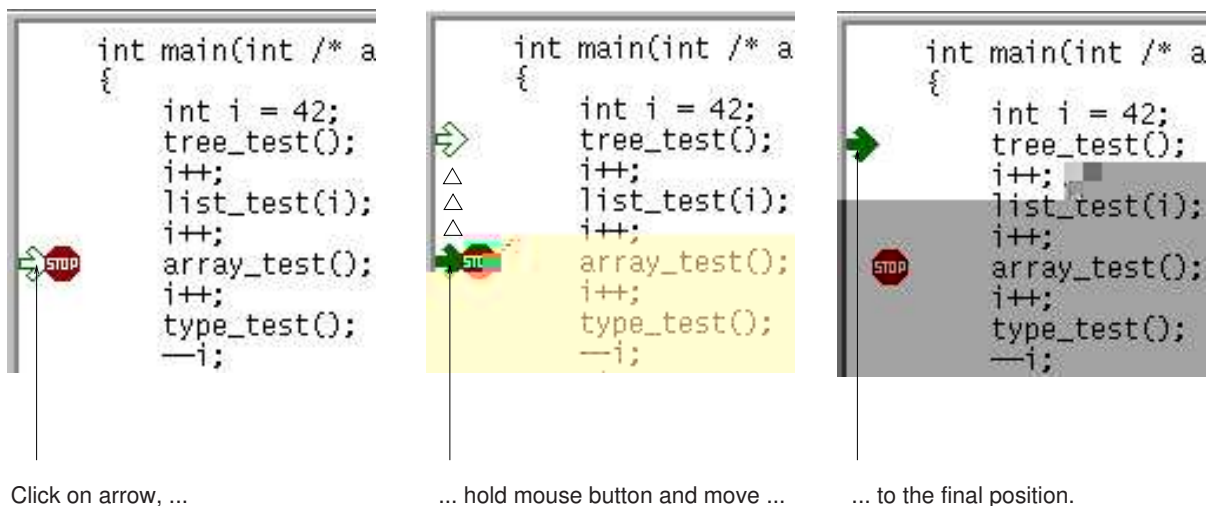 int main(int /* a
{
int i = 42;
tree_test();
i++;
list_test(i);
i++;
STOP
array_test();
i++;
type_test();
--i;
Click on arrow, ...
int main(int /* a
{
int i = 42;
tree_test();
i++;
list_test(i);
i++;
array_test();
i++;
type_test();
--i;
... hold mouse button and move ...
int main(int /* a
{
int i = 42;
tree_test();
i++;
list_test(i);
i++;
STOP
array_test();
i++;
type_test();
--i;
... to the final position.